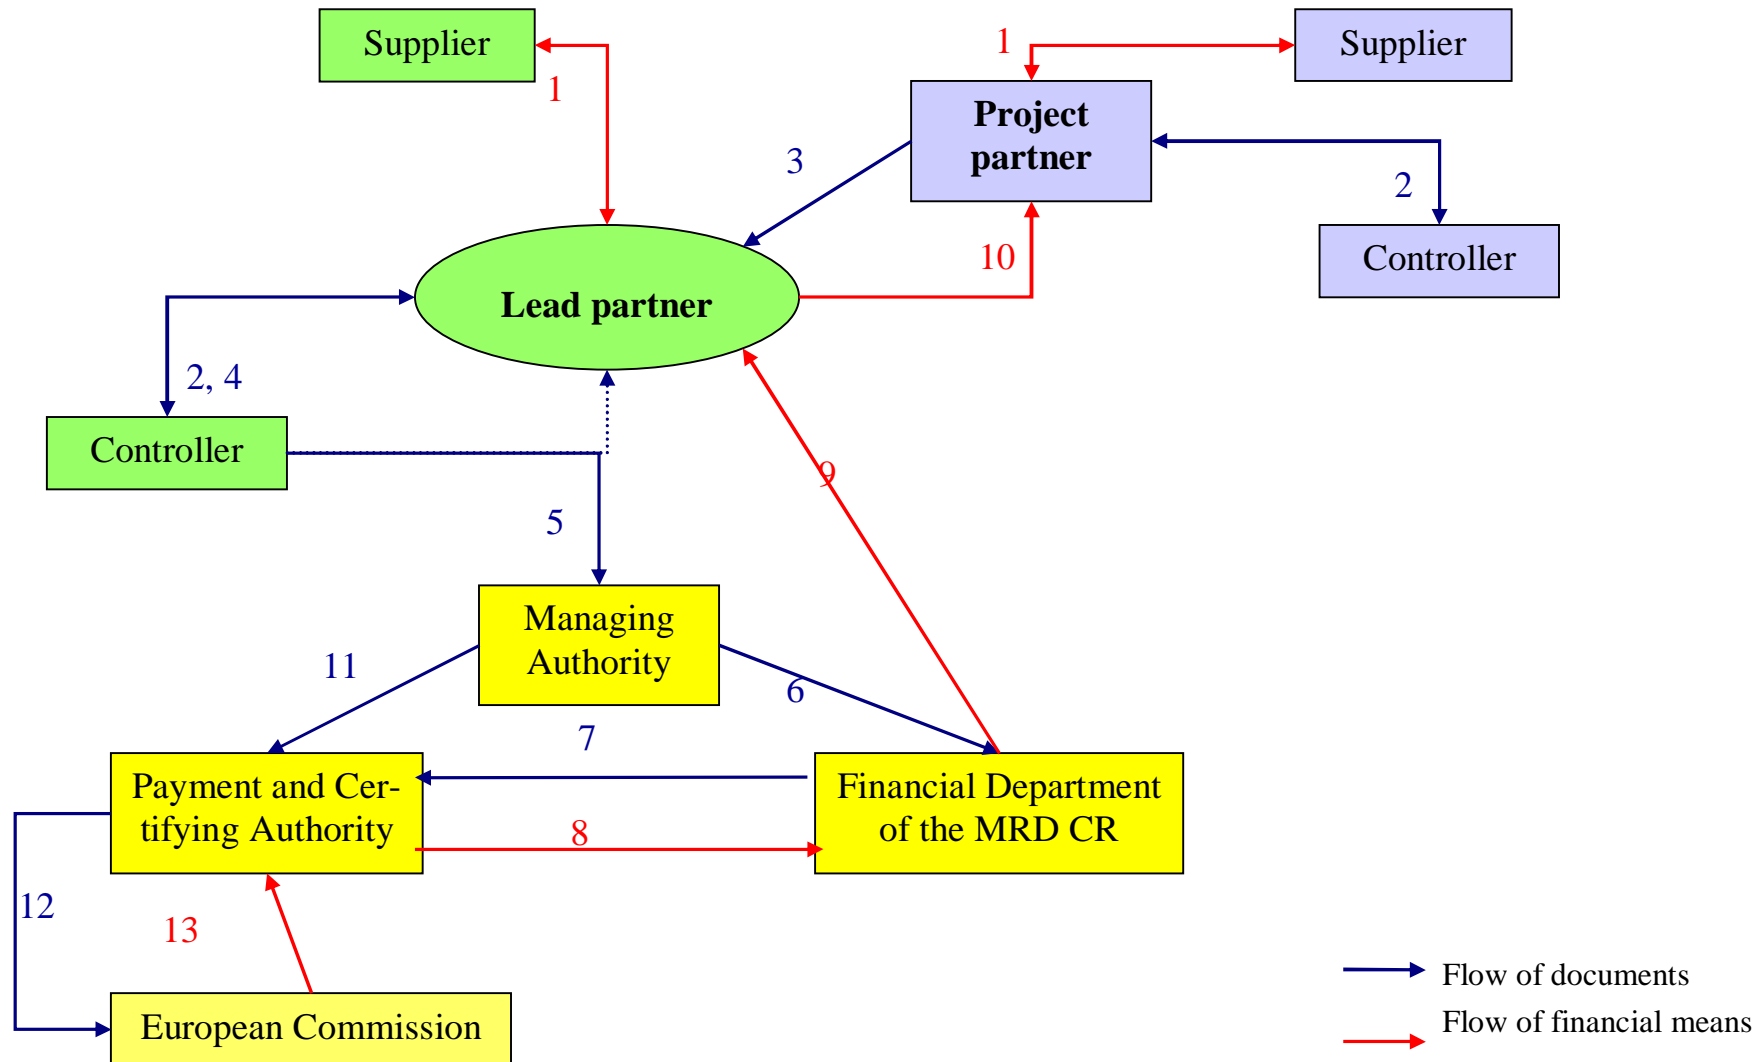 Supplier
1
Supplier
1
Project
partner
3
2
Controller
10
Lead partner
2, 4
Controller
9
5
Managing
Authority
11
6
7
Payment and Cer-
tifying Authority
Financial Department
of the MRD CR
8
12
13
European Commission
Flow of documents
Flow of financial means